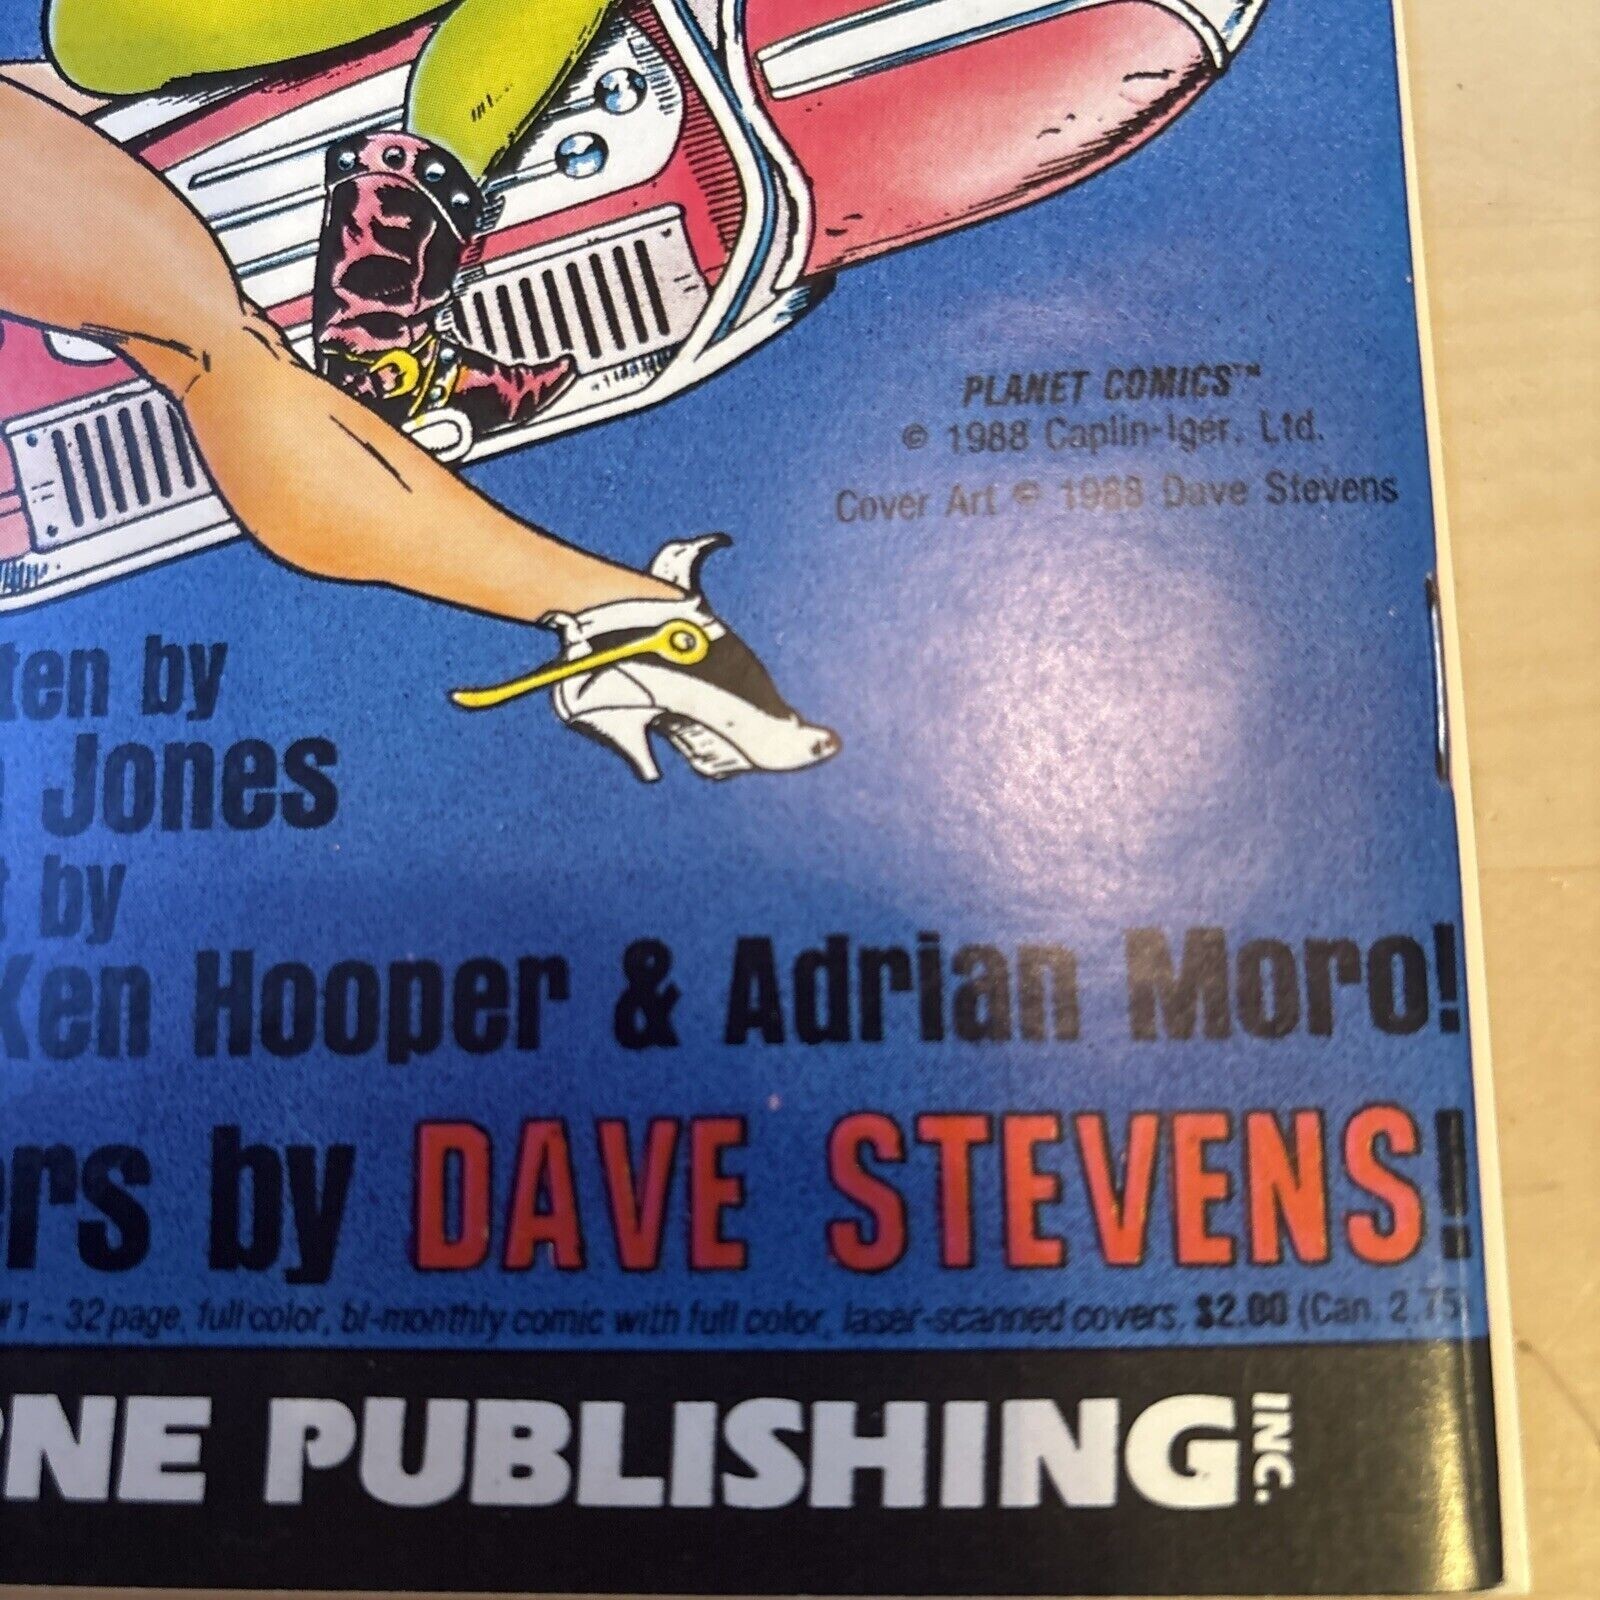 PLANET COMICS™
© 1988 Caplin-Iger, Ltd.
Cover Art © 1988 Dave Stevens
ten by
Jones
by
Ken Hooper & Adrian Moro!
ers by DAVE STEVENS!
#1 - 32 page, full color, bi-monthly comic with full color, laser-scanned covers. $2.00 (Can. 2.75)
NE PUBLISHING INC.